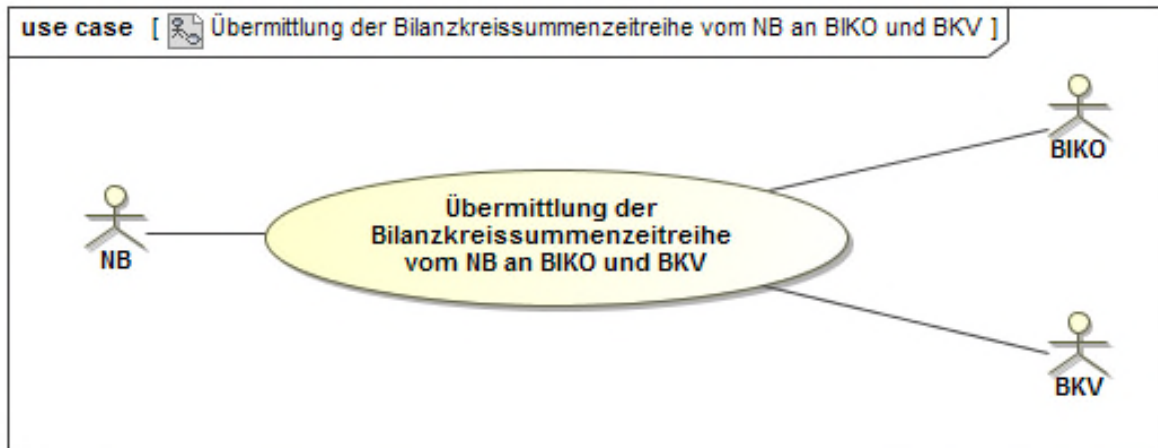 use case [ Übermittlung der Bilanzkreissummenzeitreihe vom NB an BIKO und BKV ]
BIKO
Übermittlung der
Bilanzkreissummenzeitreihe
vom NB an BIKO und BKV
NB
BKV